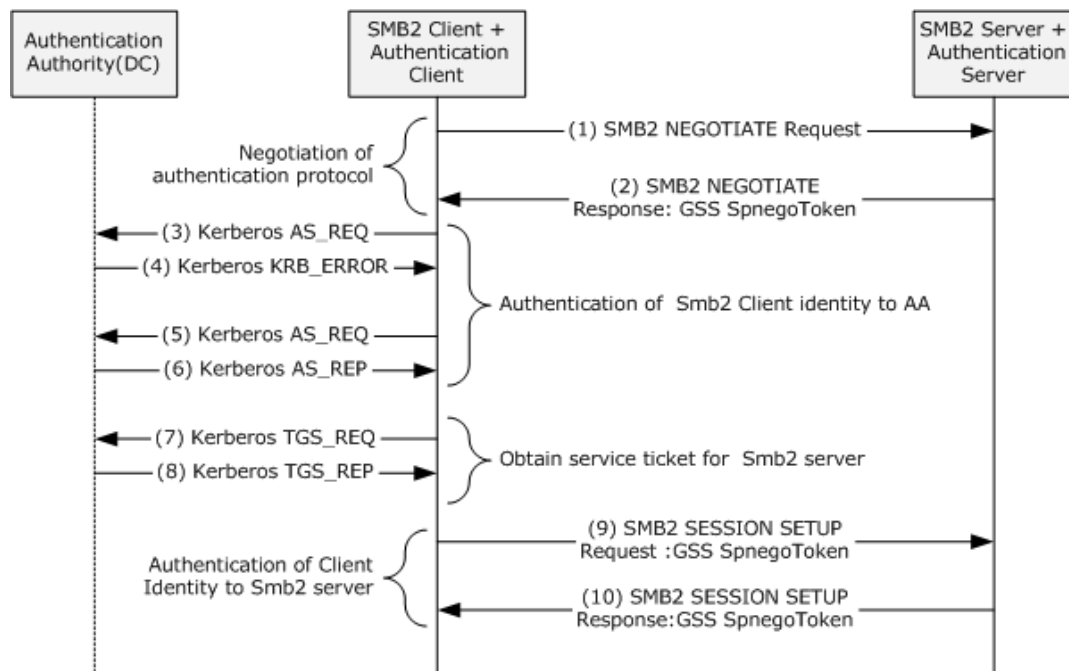 Authentication
Authority(DC)
SMB2 Client +
Authentication
Client
SMB2 Server +
Authentication
Server
(1) SMB2 NEGOTIATE Request
Negotiation of
authentication protocol
(2) SMB2 NEGOTIATE
Response: GSS SpnegoToken
(3) Kerberos AS_REQ
(4) Kerberos KRB_ERROR
Authentication of Smb2 Client identity to AA
(5) Kerberos AS_REQ
(6) Kerberos AS_REP
(7) Kerberos TGS_REQ
Obtain service ticket for Smb2 server
(8) Kerberos TGS_REP
(9) SMB2 SESSION SETUP
Request :GSS SpnegoToken
Authentication of Client
Identity to Smb2 server
(10) SMB2 SESSION SETUP
Response:GSS SpnegoToken